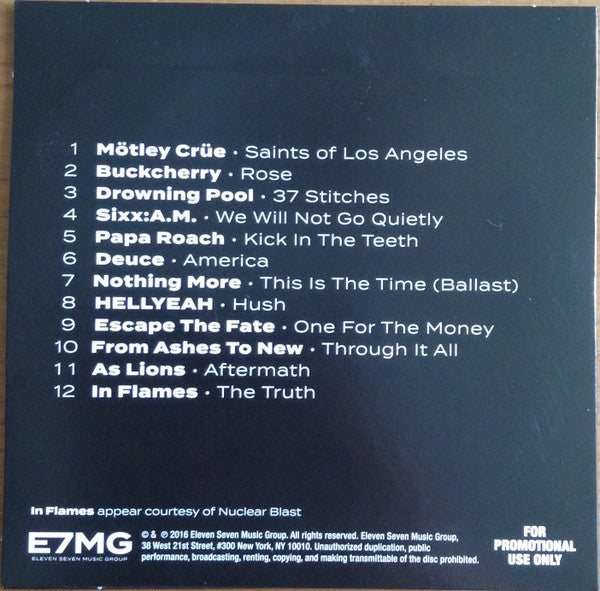 1 Mötley Crüe · Saints of Los Angeles
2 Buckcherry · Rose
3 Drowning Pool · 37 Stitches
4 Sixx:A.M. · We Will Not Go Quietly
5 Papa Roach · Kick In The Teeth
6 Deuce · America
7 Nothing More · This Is The Time (Ballast)
8 HELLYEAH · Hush
9 Escape The Fate · One For The Money
10 From Ashes To New · Through It All
11 As Lions · Aftermath
12 In Flames · The Truth
In Flames appear courtesy of Nuclear Blast
E7MG
ELEVEN SEVEN MUSIC GROUP
© & ℗ 2016 Eleven Seven Music Group. All rights reserved. Eleven Seven Music Group,
38 West 21st Street, #300 New York, NY 10010. Unauthorized duplication, public
performance, broadcasting, renting, copying, and making transmittable of the disc prohibited.
FOR
PROMOTIONAL
USE ONLY